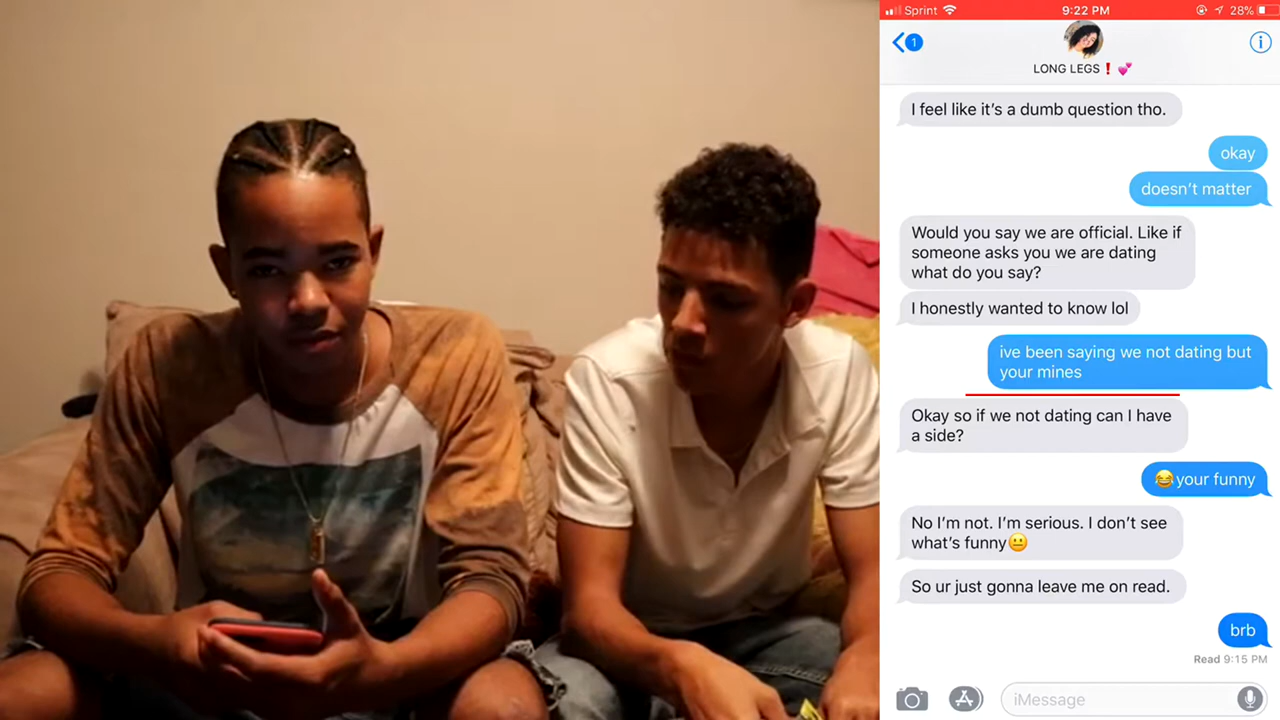 Sprint 9:22 PM 28%
1
LONG LEGS❗💕
I feel like it's a dumb question tho.
okay
doesn't matter
Would you say we are official. Like if
someone asks you we are dating
what do you say?
I honestly wanted to know lol
ive been saying we not dating but
your mines
Okay so if we not dating can I have
a side?
😂your funny
No I'm not. I'm serious. I don't see
what's funny😐
So ur just gonna leave me on read.
brb
Read 9:15 PM
iMessage